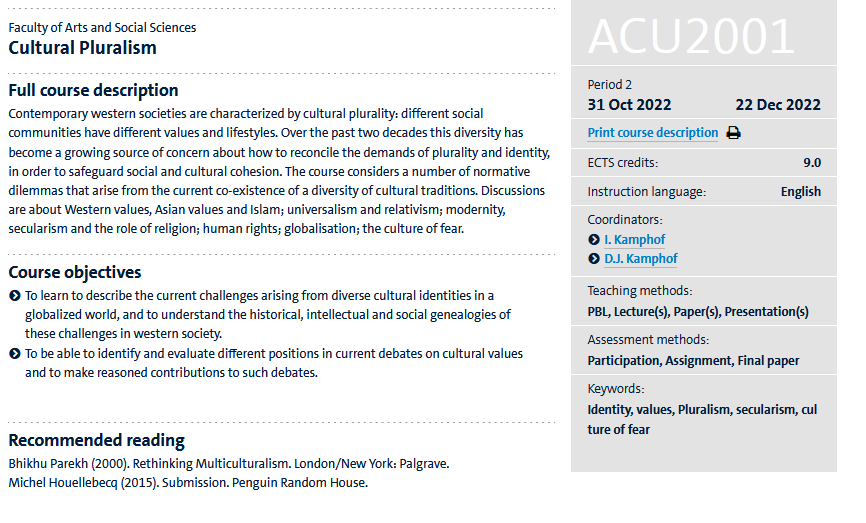 Faculty of Arts and Social Sciences
Cultural Pluralism
Full course description
Contemporary western societies are characterized by cultural plurality: different social
communities have different values and lifestyles. Over the past two decades this diversity has
become a growing source of concern about how to reconcile the demands of plurality and identity,
in order to safeguard social and cultural cohesion. The course considers a number of normative
dilemmas that arise from the current co-existence of a diversity of cultural traditions. Discussions
are about Western values, Asian values and Islam; universalism and relativism; modernity,
secularism and the role of religion; human rights; globalisation; the culture of fear.
Course objectives
To learn to describe the current challenges arising from diverse cultural identities in a
globalized world, and to understand the historical, intellectual and social genealogies of
these challenges in western society.
To be able to identify and evaluate different positions in current debates on cultural values
and to make reasoned contributions to such debates.
Recommended reading
Bhikhu Parekh (2000). Rethinking Multiculturalism. London/New York: Palgrave.
Michel Houellebecq (2015). Submission. Penguin Random House.
ACU2001
Period 2
31 Oct 2022 22 Dec 2022
Print course description
ECTS credits: 9.0
Instruction language: English
Coordinators:
I. Kamphof
D.J. Kamphof
Teaching methods:
PBL, Lecture(s), Paper(s), Presentation(s)
Assessment methods:
Participation, Assignment, Final paper
Keywords:
Identity, values, Pluralism, secularism, cul
ture of fear